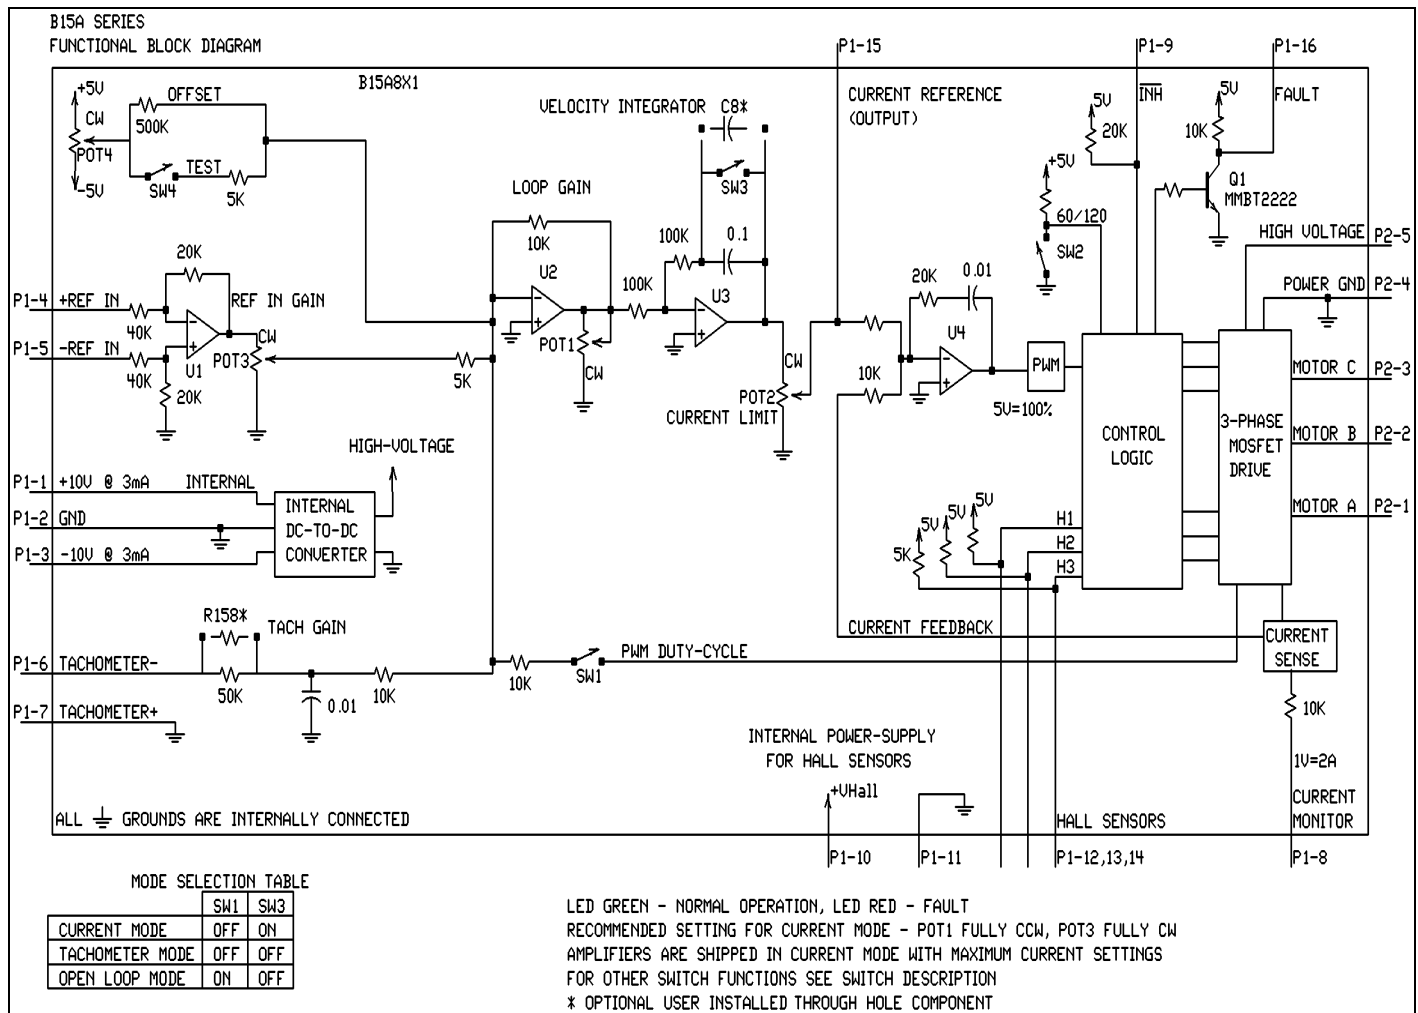 B15A SERIES
FUNCTIONAL BLOCK DIAGRAM
P1-15
P1-9
P1-16
B15A8X1
+5V
CW
POT4
-5V
OFFSET
500K
TEST
SW4
5K
VELOCITY INTEGRATOR
C8*
SW3
LOOP GAIN
10K
100K
0.1
U2
100K
U3
POT1
CW
CURRENT REFERENCE
(OUTPUT)
5V
20K
INH
5V
10K
FAULT
+5V
60/120
SW2
Q1
MMBT2222
HIGH VOLTAGE
P2-5
POWER GND
P2-4
20K
P1-4
+REF IN
40K
REF IN GAIN
CW
P1-5
-REF IN
40K
U1
POT3
20K
5K
CW
POT2
CURRENT LIMIT
20K
0.01
U4
10K
PWM
5V=100%
CONTROL
LOGIC
3-PHASE
MOSFET
DRIVE
MOTOR C
P2-3
MOTOR B
P2-2
MOTOR A
P2-1
HIGH-VOLTAGE
P1-1
+10V @ 3mA
INTERNAL
P1-2
GND
P1-3
-10V @ 3mA
INTERNAL
DC-TO-DC
CONVERTER
5V
5V
5V
5K
H1
H2
H3
R158*
TACH GAIN
P1-6
TACHOMETER-
50K
0.01
10K
P1-7
TACHOMETER+
10K
SW1
PWM DUTY-CYCLE
CURRENT FEEDBACK
CURRENT
SENSE
10K
1V=2A
CURRENT
MONITOR
INTERNAL POWER-SUPPLY
FOR HALL SENSORS
+VHall
ALL GROUNDS ARE INTERNALLY CONNECTED
HALL SENSORS
P1-10
P1-11
P1-12,13,14
P1-8
MODE SELECTION TABLE
SW1 SW3
CURRENT MODE OFF ON
TACHOMETER MODE OFF OFF
OPEN LOOP MODE ON OFF
LED GREEN - NORMAL OPERATION, LED RED - FAULT
RECOMMENDED SETTING FOR CURRENT MODE - POT1 FULLY CCW, POT3 FULLY CW
AMPLIFIERS ARE SHIPPED IN CURRENT MODE WITH MAXIMUM CURRENT SETTINGS
FOR OTHER SWITCH FUNCTIONS SEE SWITCH DESCRIPTION
* OPTIONAL USER INSTALLED THROUGH HOLE COMPONENT